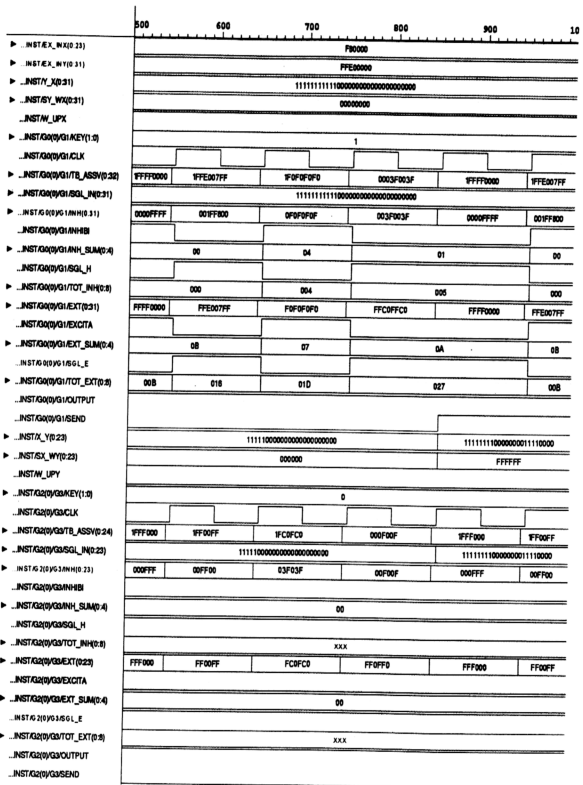 500 600 700 800 900 10
...INST/EX_INX(0:23) FB0000
...INST/EX_INY(0:31) FFE00000
...INST/Y_X(0:31) 11111111111000000000000000000000
...INST/SY_WX(0:31) 00000000
...INST/W_UPX
...INST/G0(0)/G1/KEY(1:0) 1
...INST/G0(0)/G1/CLK
...INST/G0(0)/G1/TB_ASSV(0:32) 1FFFF0000 1FFE007FF 1F0F0F0F0 0003F003F 1FFFF0000 1FFE007FF
...INST/G0(0)/G1/SGL_IN(0:31) 11111111111000000000000000000000
...INST/G0(0)/G1/INH(0:31) 0000FFFF 001FF800 0F0F0F0F 003F003F 0000FFFF 001FF800
...INST/G0(0)/G1/INHIBI
...INST/G0(0)/G1/INH_SUM(0:4) 00 04 01 00
...INST/G0(0)/G1/SGL_H
...INST/G0(0)/G1/TOT_INH(0:8) 000 004 005 000
...INST/G0(0)/G1/EXT(0:31) FFFF0000 FFE007FF F0F0F0F0 FFC0FFC0 FFFF0000 FFE007FF
...INST/G0(0)/G1/EXCITA
...INST/G0(0)/G1/EXT_SUM(0:4) 0B 07 0A 0B
...INST/G0(0)/G1/SGL_E
...INST/G0(0)/G1/TOT_EXT(0:8) 00B 016 01D 027 00B
...INST/G0(0)/G1/OUTPUT
...INST/G0(0)/G1/SEND
...INST/X_Y(0:23) 111110000000000000000000 111111110000000011110000
...INST/SX_WY(0:23) 000000 FFFFFF
...INST/W_UPY
...INST/G2(0)/G3/KEY(1:0) 0
...INST/G2(0)/G3/CLK
...INST/G2(0)/G3/TB_ASSV(0:24) 1FFF000 1FF00FF 1FC0FC0 000F00F 1FFF000 1FF00FF
...INST/G2(0)/G3/SGL_IN(0:23) 111110000000000000000000 111111110000000011110000
INST/G2(0)/G3/INH(0:23) 000FFF 00FF00 03F03F 00F00F 000FFF 00FF00
...INST/G2(0)/G3/INHIBI
...INST/G2(0)/G3/INH_SUM(0:4) 00
...INST/G2(0)/G3/SGL_H
...INST/G2(0)/G3/TOT_INH(0:8) XXX
...INST/G2(0)/G3/EXT(0:23) FFF000 FF00FF FC0FC0 FF0FF0 FFF000 FF00FF
...INST/G2(0)/G3/EXCITA
...INST/G2(0)/G3/EXT_SUM(0:4) 00
...INST/G2(0)/G3/SGL_E
...INST/G2(0)/G3/TOT_EXT(0:8) XXX
...INST/G2(0)/G3/OUTPUT
...INST/G2(0)/G3/SEND